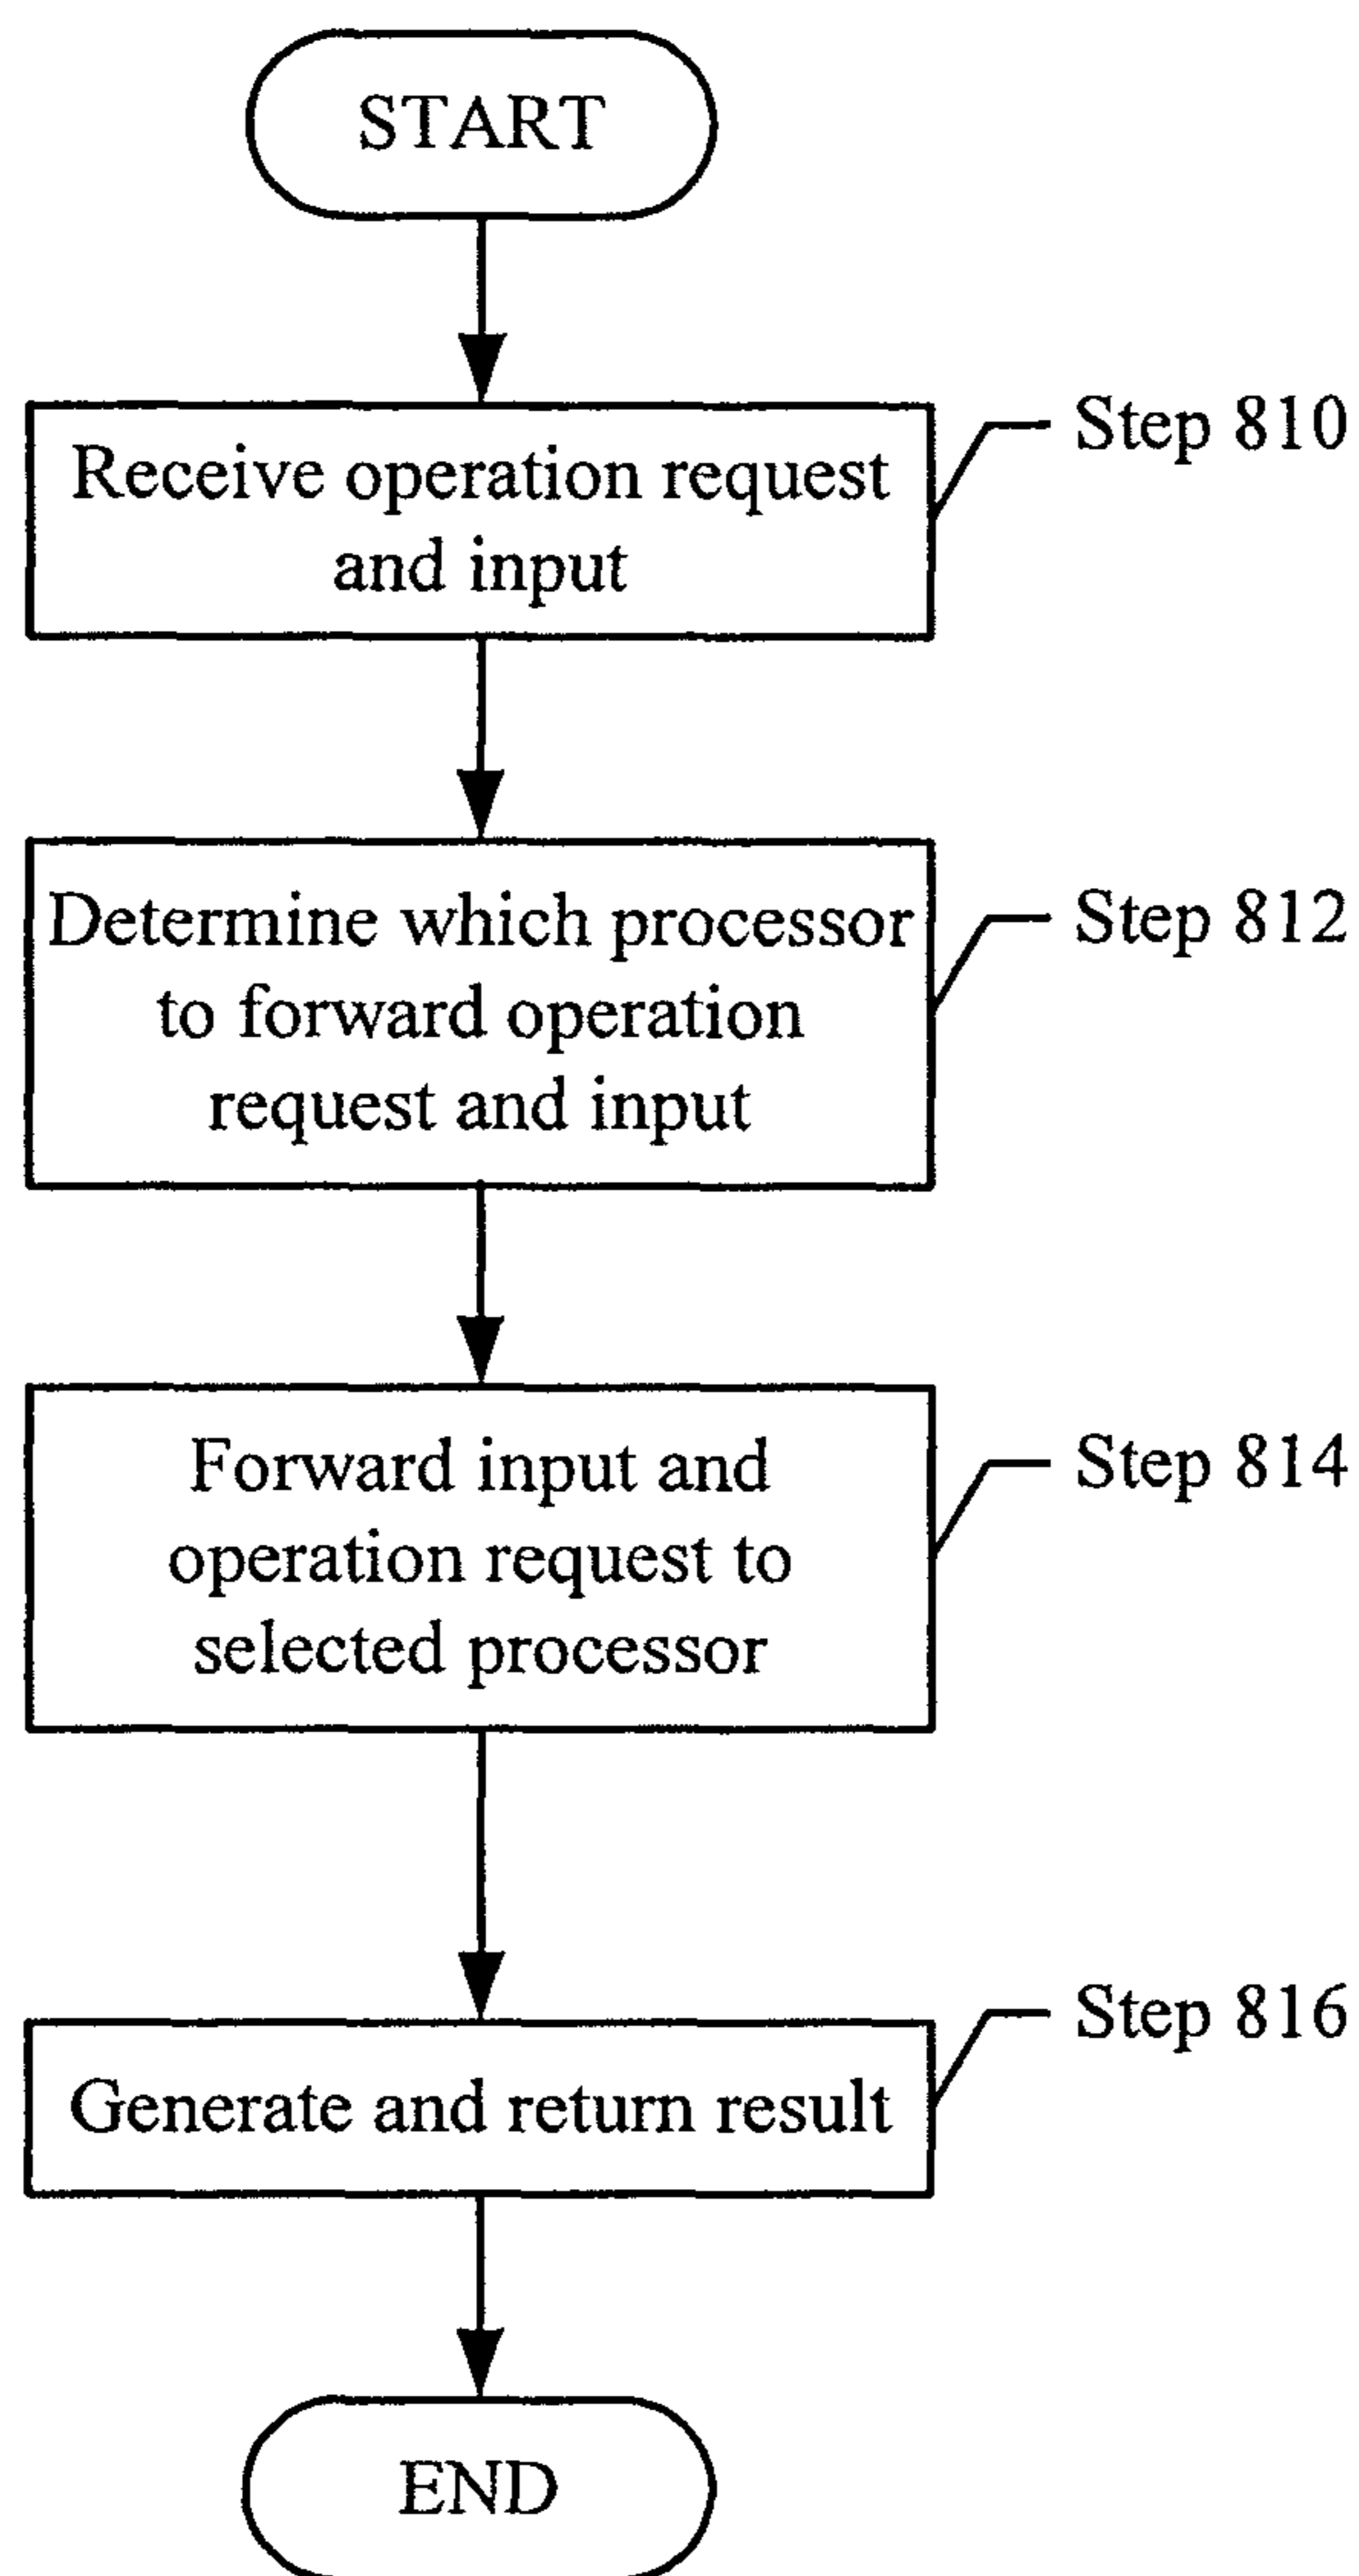 START
Receive operation request
and input
Step 810
Determine which processor
to forward operation
request and input
Step 812
Forward input and
operation request to
selected processor
Step 814
Generate and return result
Step 816
END